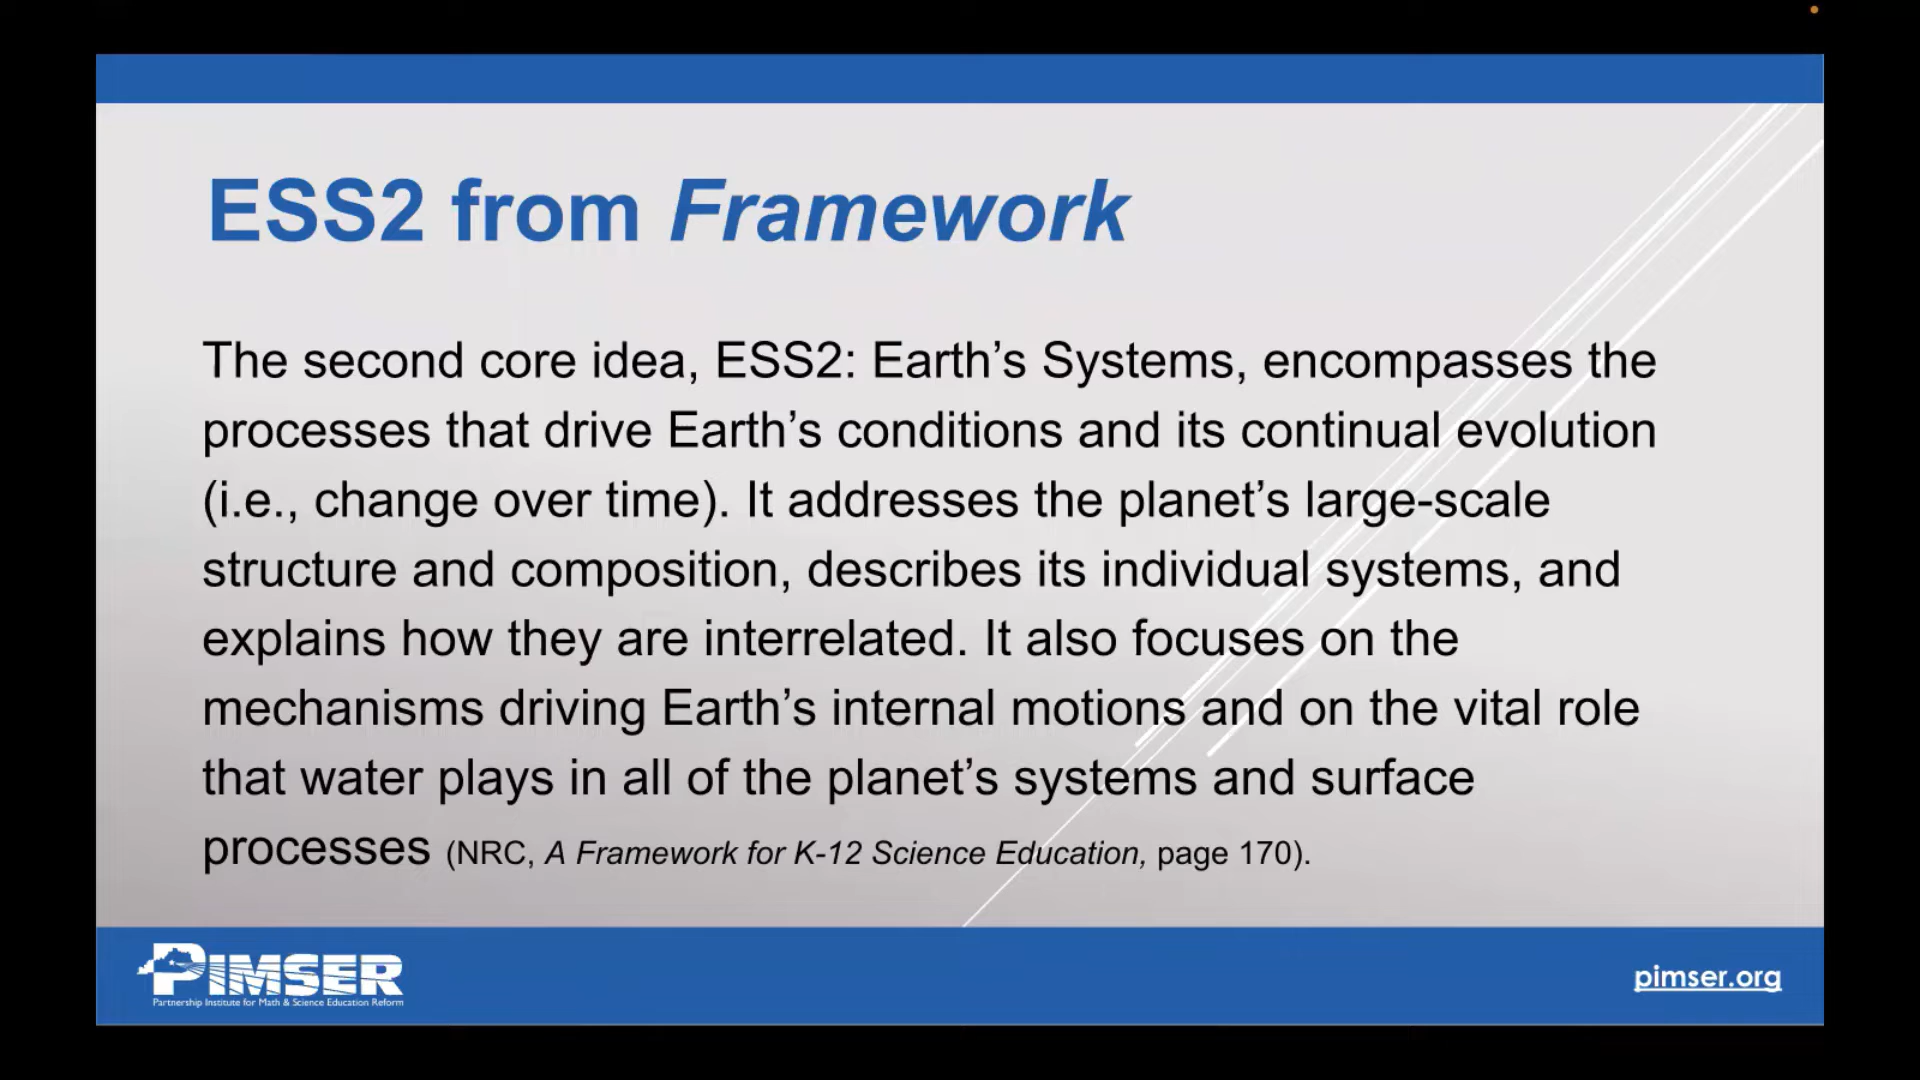 ESS2 from Framework
The second core idea, ESS2: Earth’s Systems, encompasses the
processes that drive Earth’s conditions and its continual evolution
(i.e., change over time). It addresses the planet’s large-scale
structure and composition, describes its individual systems, and
explains how they are interrelated. It also focuses on the
mechanisms driving Earth’s internal motions and on the vital role
that water plays in all of the planet’s systems and surface
processes (NRC, A Framework for K-12 Science Education, page 170).
PIMSER
Partnership Institute for Math & Science Education Reform
pimser.org